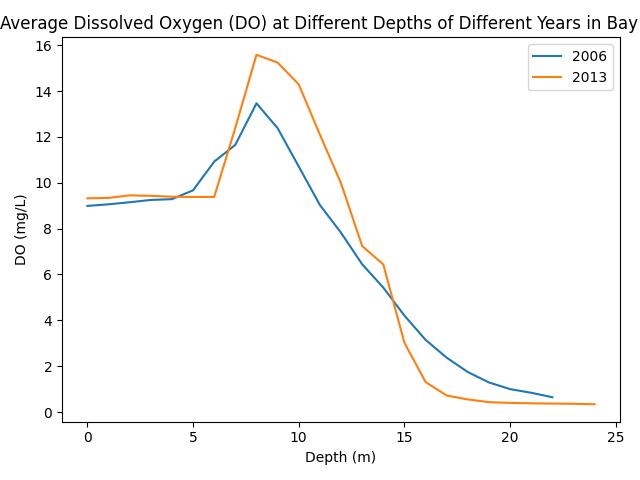 Average Dissolved Oxygen (DO) at Different Depths of Different Years in Bay
16
14
12
10
8
6
4
2
0
DO (mg/L)
2006
2013
0 5 10 15 20 25
Depth (m)